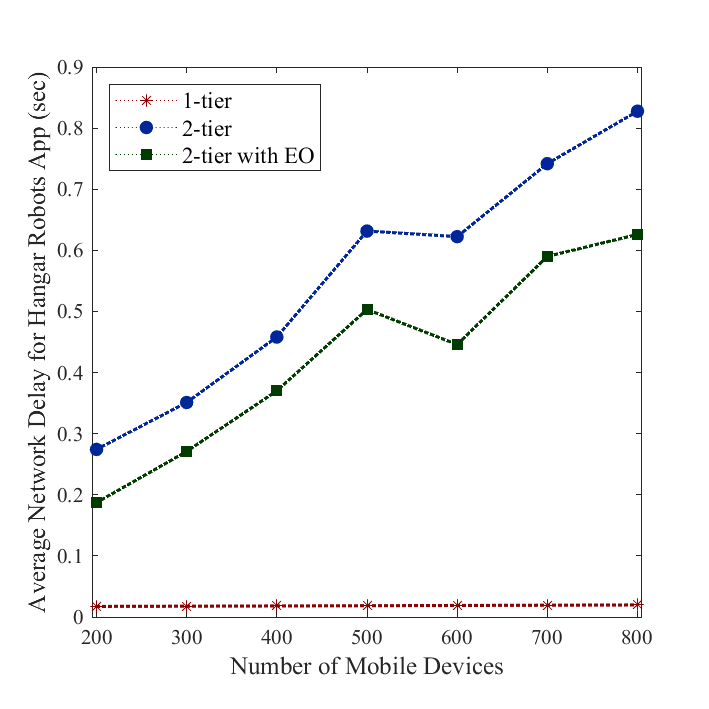 0.9
0.8
0.7
0.6
0.5
0.4
0.3
0.2
0.1
0
Average Network Delay for Hangar Robots App (sec)
1-tier
2-tier
2-tier with EO
200 300 400 500 600 700 800
Number of Mobile Devices